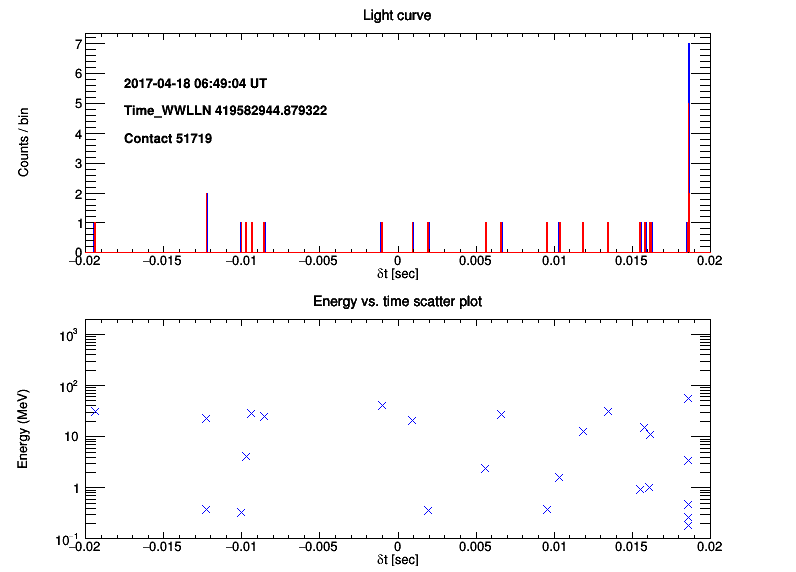 Light curve
Counts / bin
7
6
5
4
3
2
1
0
2017-04-18 06:49:04 UT
Time_WWLLN 419582944.879322
Contact 51719
−0.02 −0.015 −0.01 −0.005 0 0.005 0.01 0.015 0.02
δt [sec]
Energy vs. time scatter plot
Energy (MeV)
10³
10²
10
1
10⁻¹
−0.02 −0.015 −0.01 −0.005 0 0.005 0.01 0.015 0.02
δt [sec]